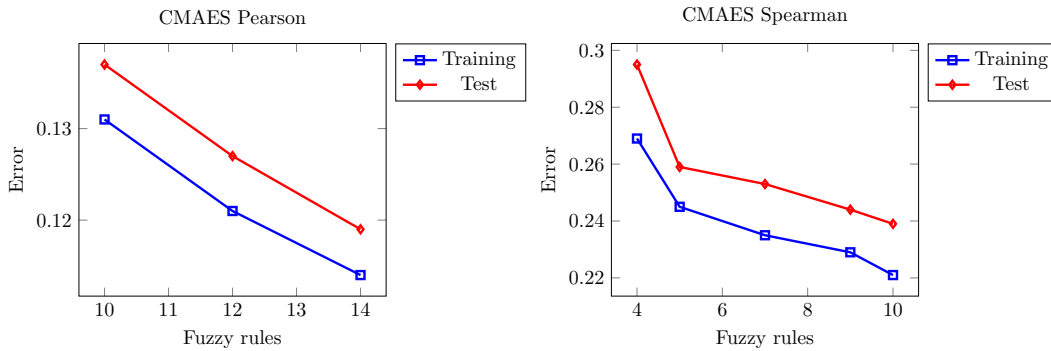 CMAES Pearson
Training
Test
0.13
0.12
Error
10 11 12 13 14
Fuzzy rules
CMAES Spearman
Training
Test
0.3
0.28
0.26
0.24
0.22
Error
4 6 8 10
Fuzzy rules